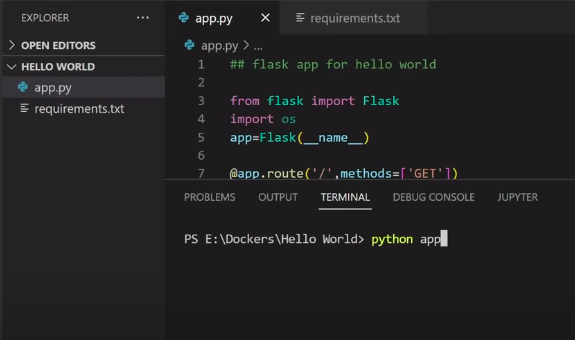 EXPLORER
OPEN EDITORS
HELLO WORLD
app.py
requirements.txt
app.py
requirements.txt
app.py > ...
1 ## flask app for hello world
2
3 from flask import Flask
4 import os
5 app=Flask(__name__)
6
7 @app.route('/',methods=['GET'])
PROBLEMS OUTPUT TERMINAL DEBUG CONSOLE JUPYTER
PS E:\Dockers\Hello World> python app